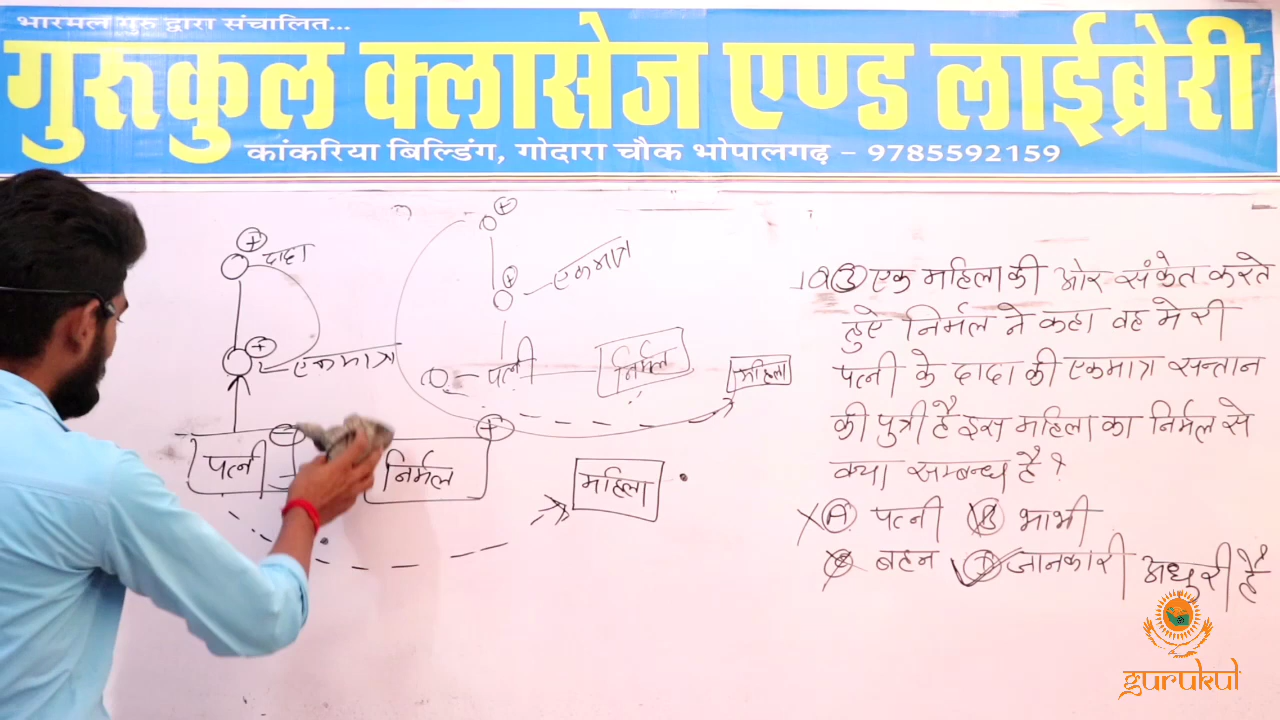 भारमल गुरु द्वारा संचालित...
गुरुकुल क्लासेज एण्ड लाईब्रेरी
कांकरिया बिल्डिंग, गोदारा चौक भोपालगढ़ – 9785592159
दादा
एकमात्र
पत्नी
निर्मल
महिला
एकमात्र
पत्नी
निर्मल
महिला
Q③ एक महिला की ओर संकेत करते
हुए निर्मल ने कहा वह मेरी
पत्नी के दादा की एकमात्र सन्तान
की पुत्री है इस महिला का निर्मल से
क्या सम्बन्ध है?
A पत्नी B भाभी
बहन जानकारी अधुरी है
gurukul